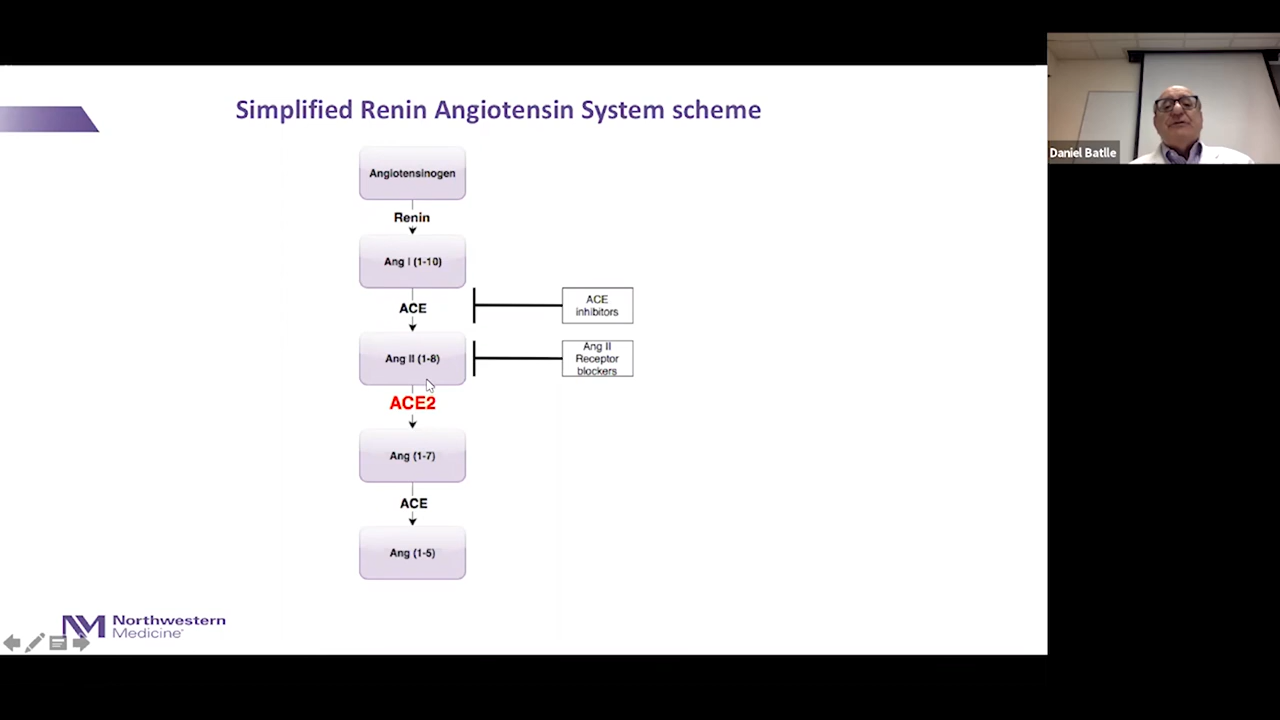 Simplified Renin Angiotensin System scheme
Daniel Batlle
Angiotensinogen
Renin
Ang I (1-10)
ACE
ACE
inhibitors
Ang II (1-8)
Ang II
Receptor
blockers
ACE2
Ang (1-7)
ACE
Ang (1-5)
NM Northwestern
Medicine®